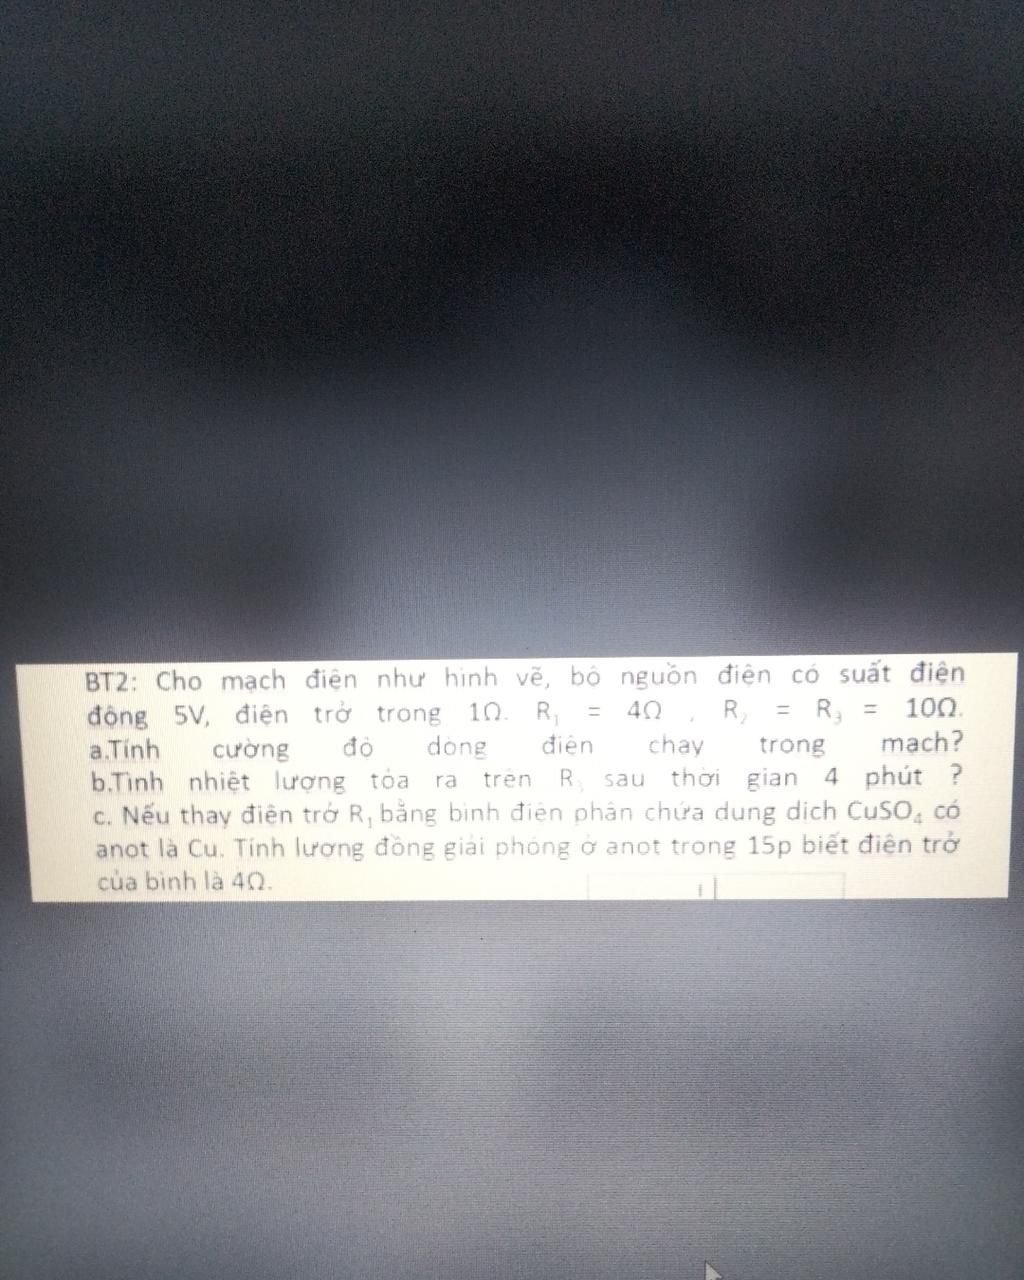 BT2: Cho mạch điện như hình vẽ, bộ nguồn điện có suất điện
động 5V, điện trở trong 1Ω. R₁ = 4Ω , R₂ = R₃ = 10Ω.
a.Tính cường độ dòng điện chạy trong mạch?
b.Tính nhiệt lượng tỏa ra trên R₃ sau thời gian 4 phút ?
c. Nếu thay điện trở R₁ bằng bình điện phân chứa dung dịch CuSO₄ có
anot là Cu. Tính lượng đồng giải phóng ở anot trong 15p biết điện trở
của bình là 4Ω.